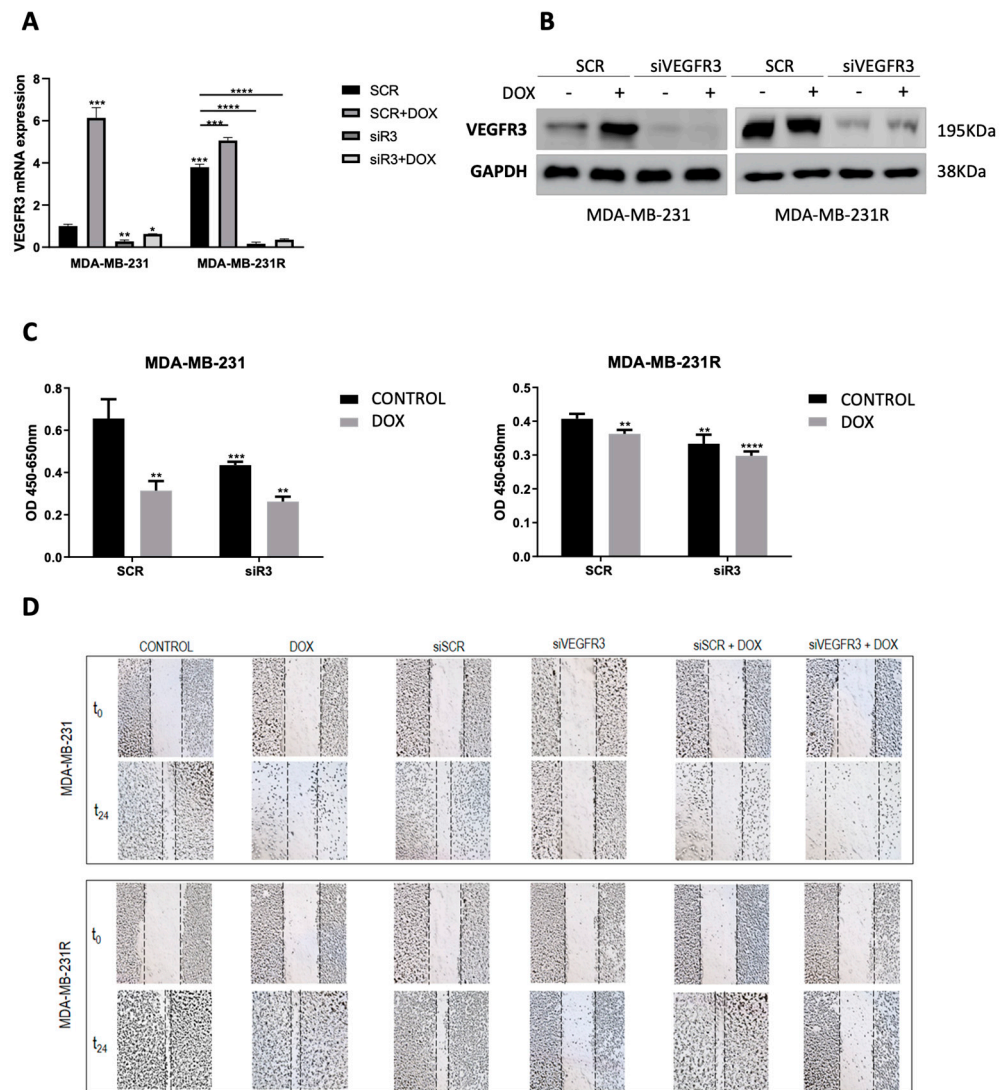 A
VEGFR3 mRNA expression
8
6
4
2
0
***
**
*
***
***
****
****
MDA-MB-231
MDA-MB-231R
SCR
SCR+DOX
siR3
siR3+DOX
B
SCR siVEGFR3 SCR siVEGFR3
DOX - + - + - + - +
VEGFR3 195KDa
GAPDH 38KDa
MDA-MB-231 MDA-MB-231R
C
MDA-MB-231
OD 450-650nm
0.8
0.6
0.4
0.2
0.0
**
***
**
SCR siR3
CONTROL
DOX
MDA-MB-231R
OD 450-650nm
0.5
0.4
0.3
0.2
0.1
0.0
**
**
****
SCR siR3
CONTROL
DOX
D
CONTROL DOX siSCR siVEGFR3 siSCR + DOX siVEGFR3 + DOX
MDA-MB-231
t0
t24
MDA-MB-231R
t0
t24